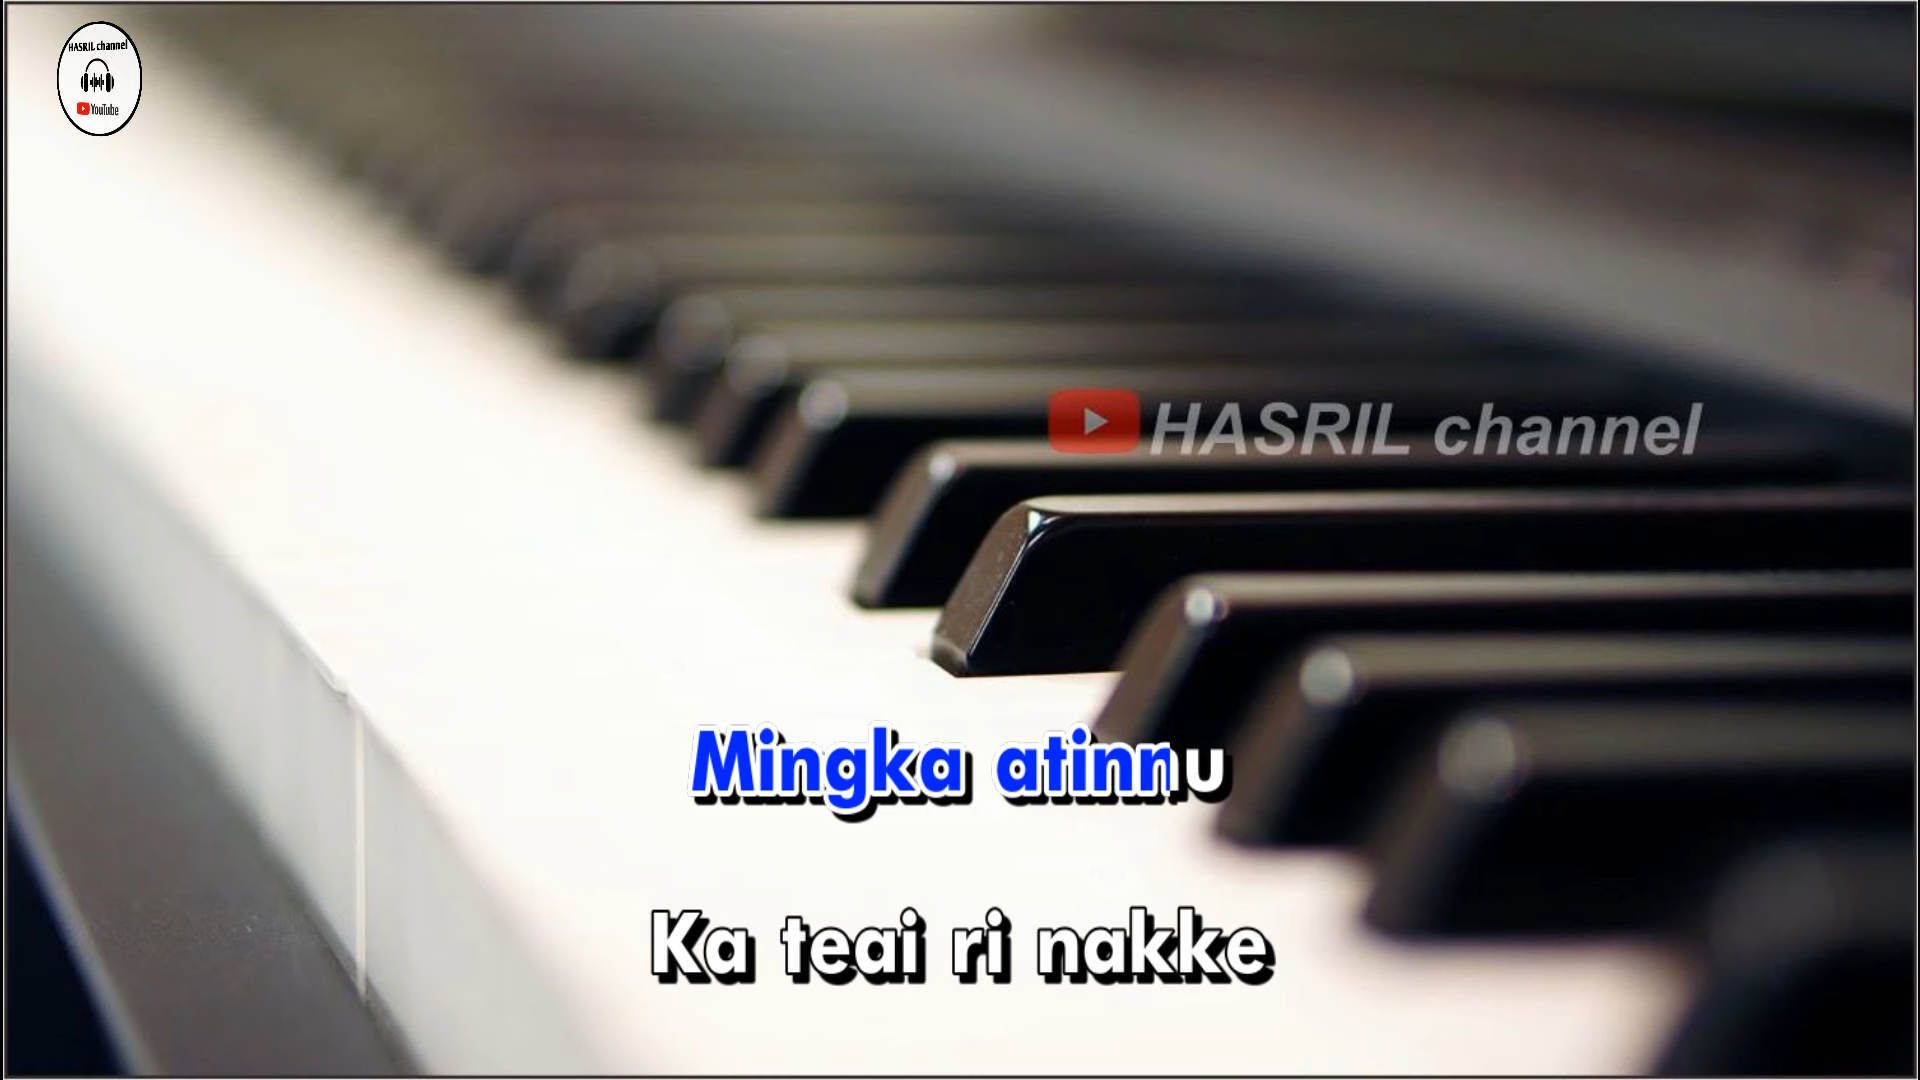 HASRIL channel
YouTube
HASRIL channel
Mingka atinnu
Ka teai ri nakke